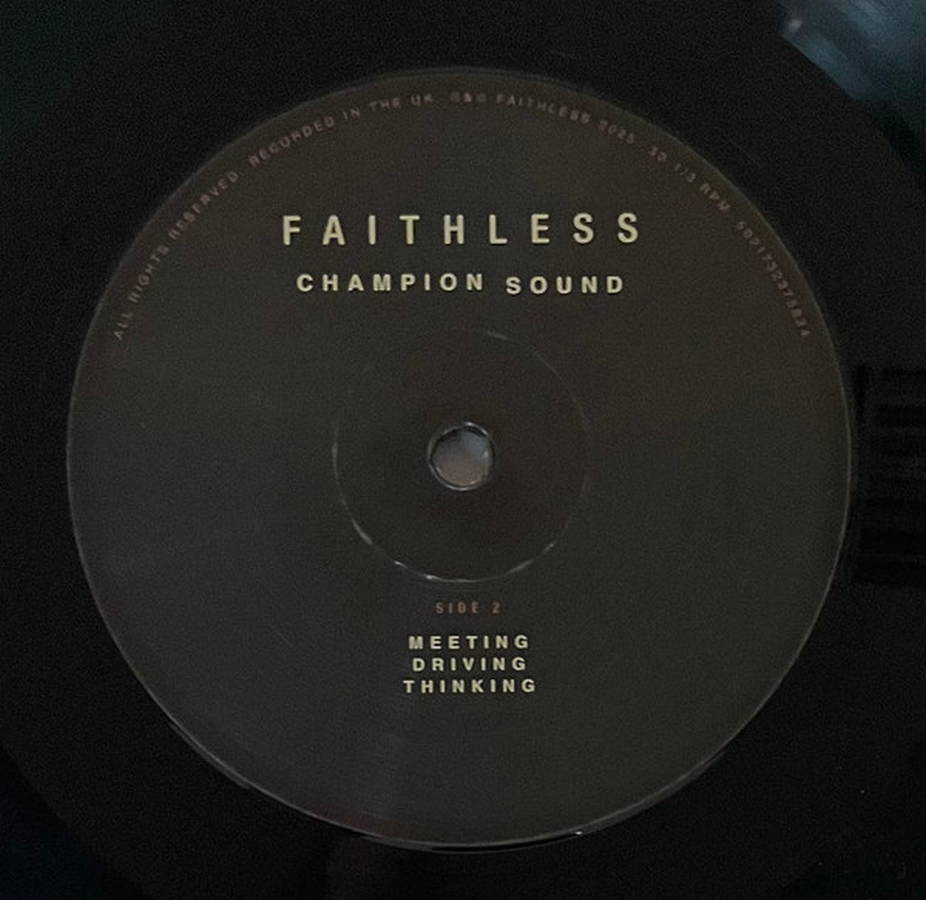 ALL RIGHTS RESERVED. RECORDED IN THE UK. ℗&© FAITHLESS 2025. 33 1/3 RPM.
FAITHLESS
CHAMPION SOUND
SIDE 2
MEETING
DRIVING
THINKING